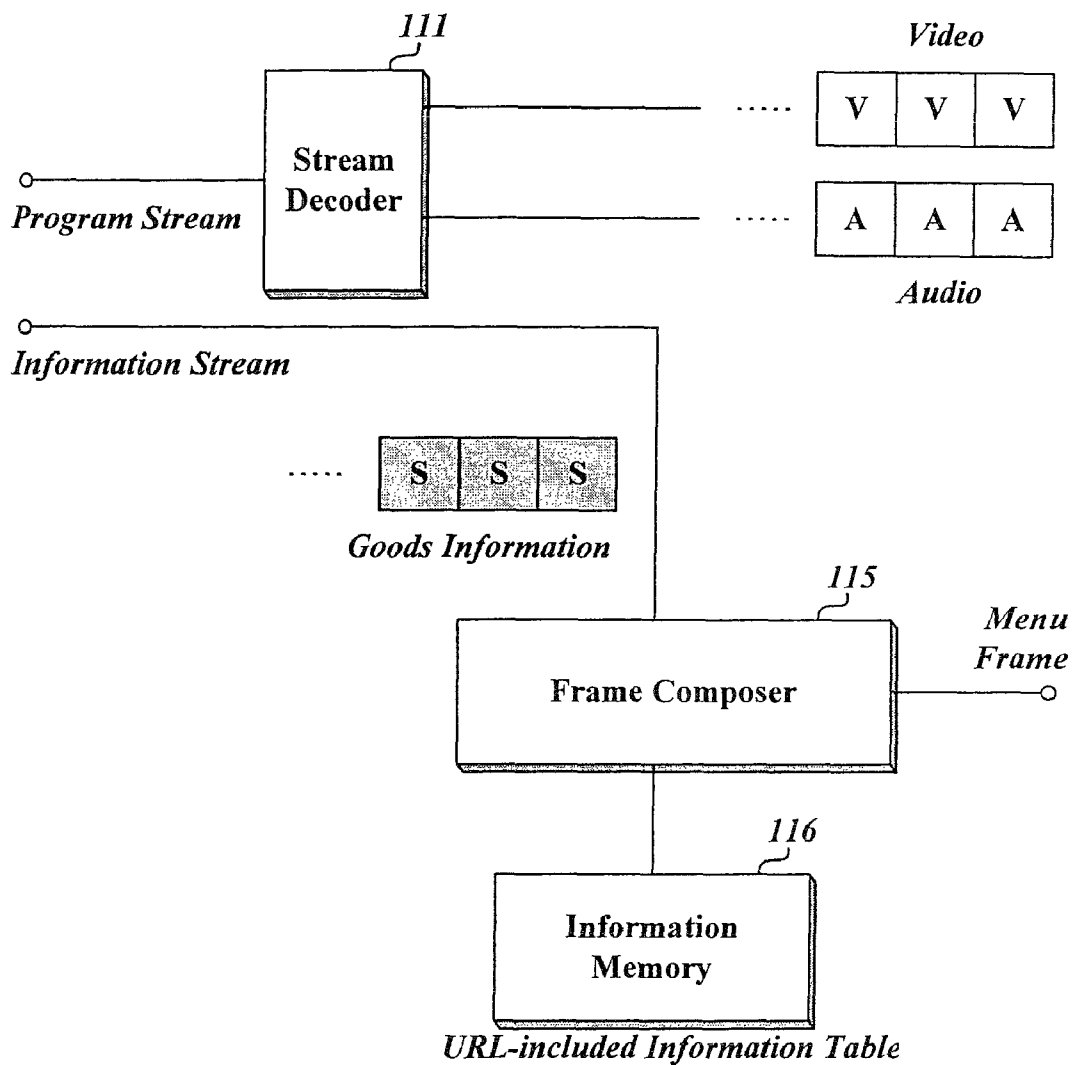 111
Video
V V V
Stream
Decoder
Program Stream
A A A
Audio
Information Stream
S S S
Goods Information
115
Menu
Frame
Frame Composer
116
Information
Memory
URL-included Information Table